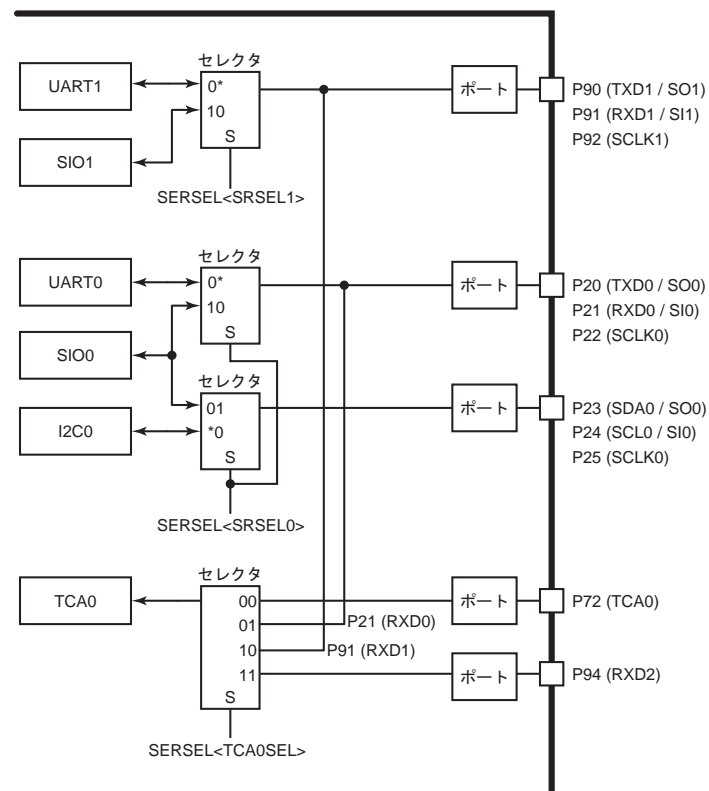 セレクタ
UART1
0*
10
S
SIO1
SERSEL<SRSEL1>
ポート
P90 (TXD1 / SO1)
P91 (RXD1 / SI1)
P92 (SCLK1)
セレクタ
UART0
0*
10
S
SIO0
ポート
P20 (TXD0 / SO0)
P21 (RXD0 / SI0)
P22 (SCLK0)
セレクタ
01
*0
S
I2C0
SERSEL<SRSEL0>
ポート
P23 (SDA0 / SO0)
P24 (SCL0 / SI0)
P25 (SCLK0)
セレクタ
TCA0
00
01
10
11
S
P21 (RXD0)
P91 (RXD1)
SERSEL<TCA0SEL>
ポート
P72 (TCA0)
ポート
P94 (RXD2)